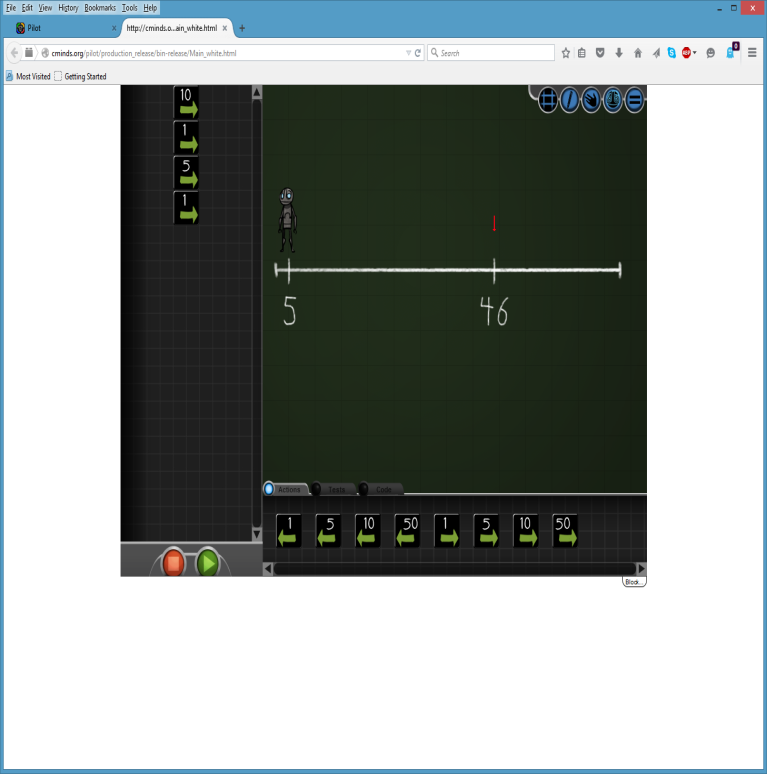 File Edit View History Bookmarks Tools Help
Pilot × http://cminds.o...ain_white.html × +
cminds.org/pilot/production_release/bin-release/Main_white.html Search ABP 0
Most Visited Getting Started
10
1
5
1
5 46
Actions Tests Code
1 5 10 50 1 5 10 50
Block...